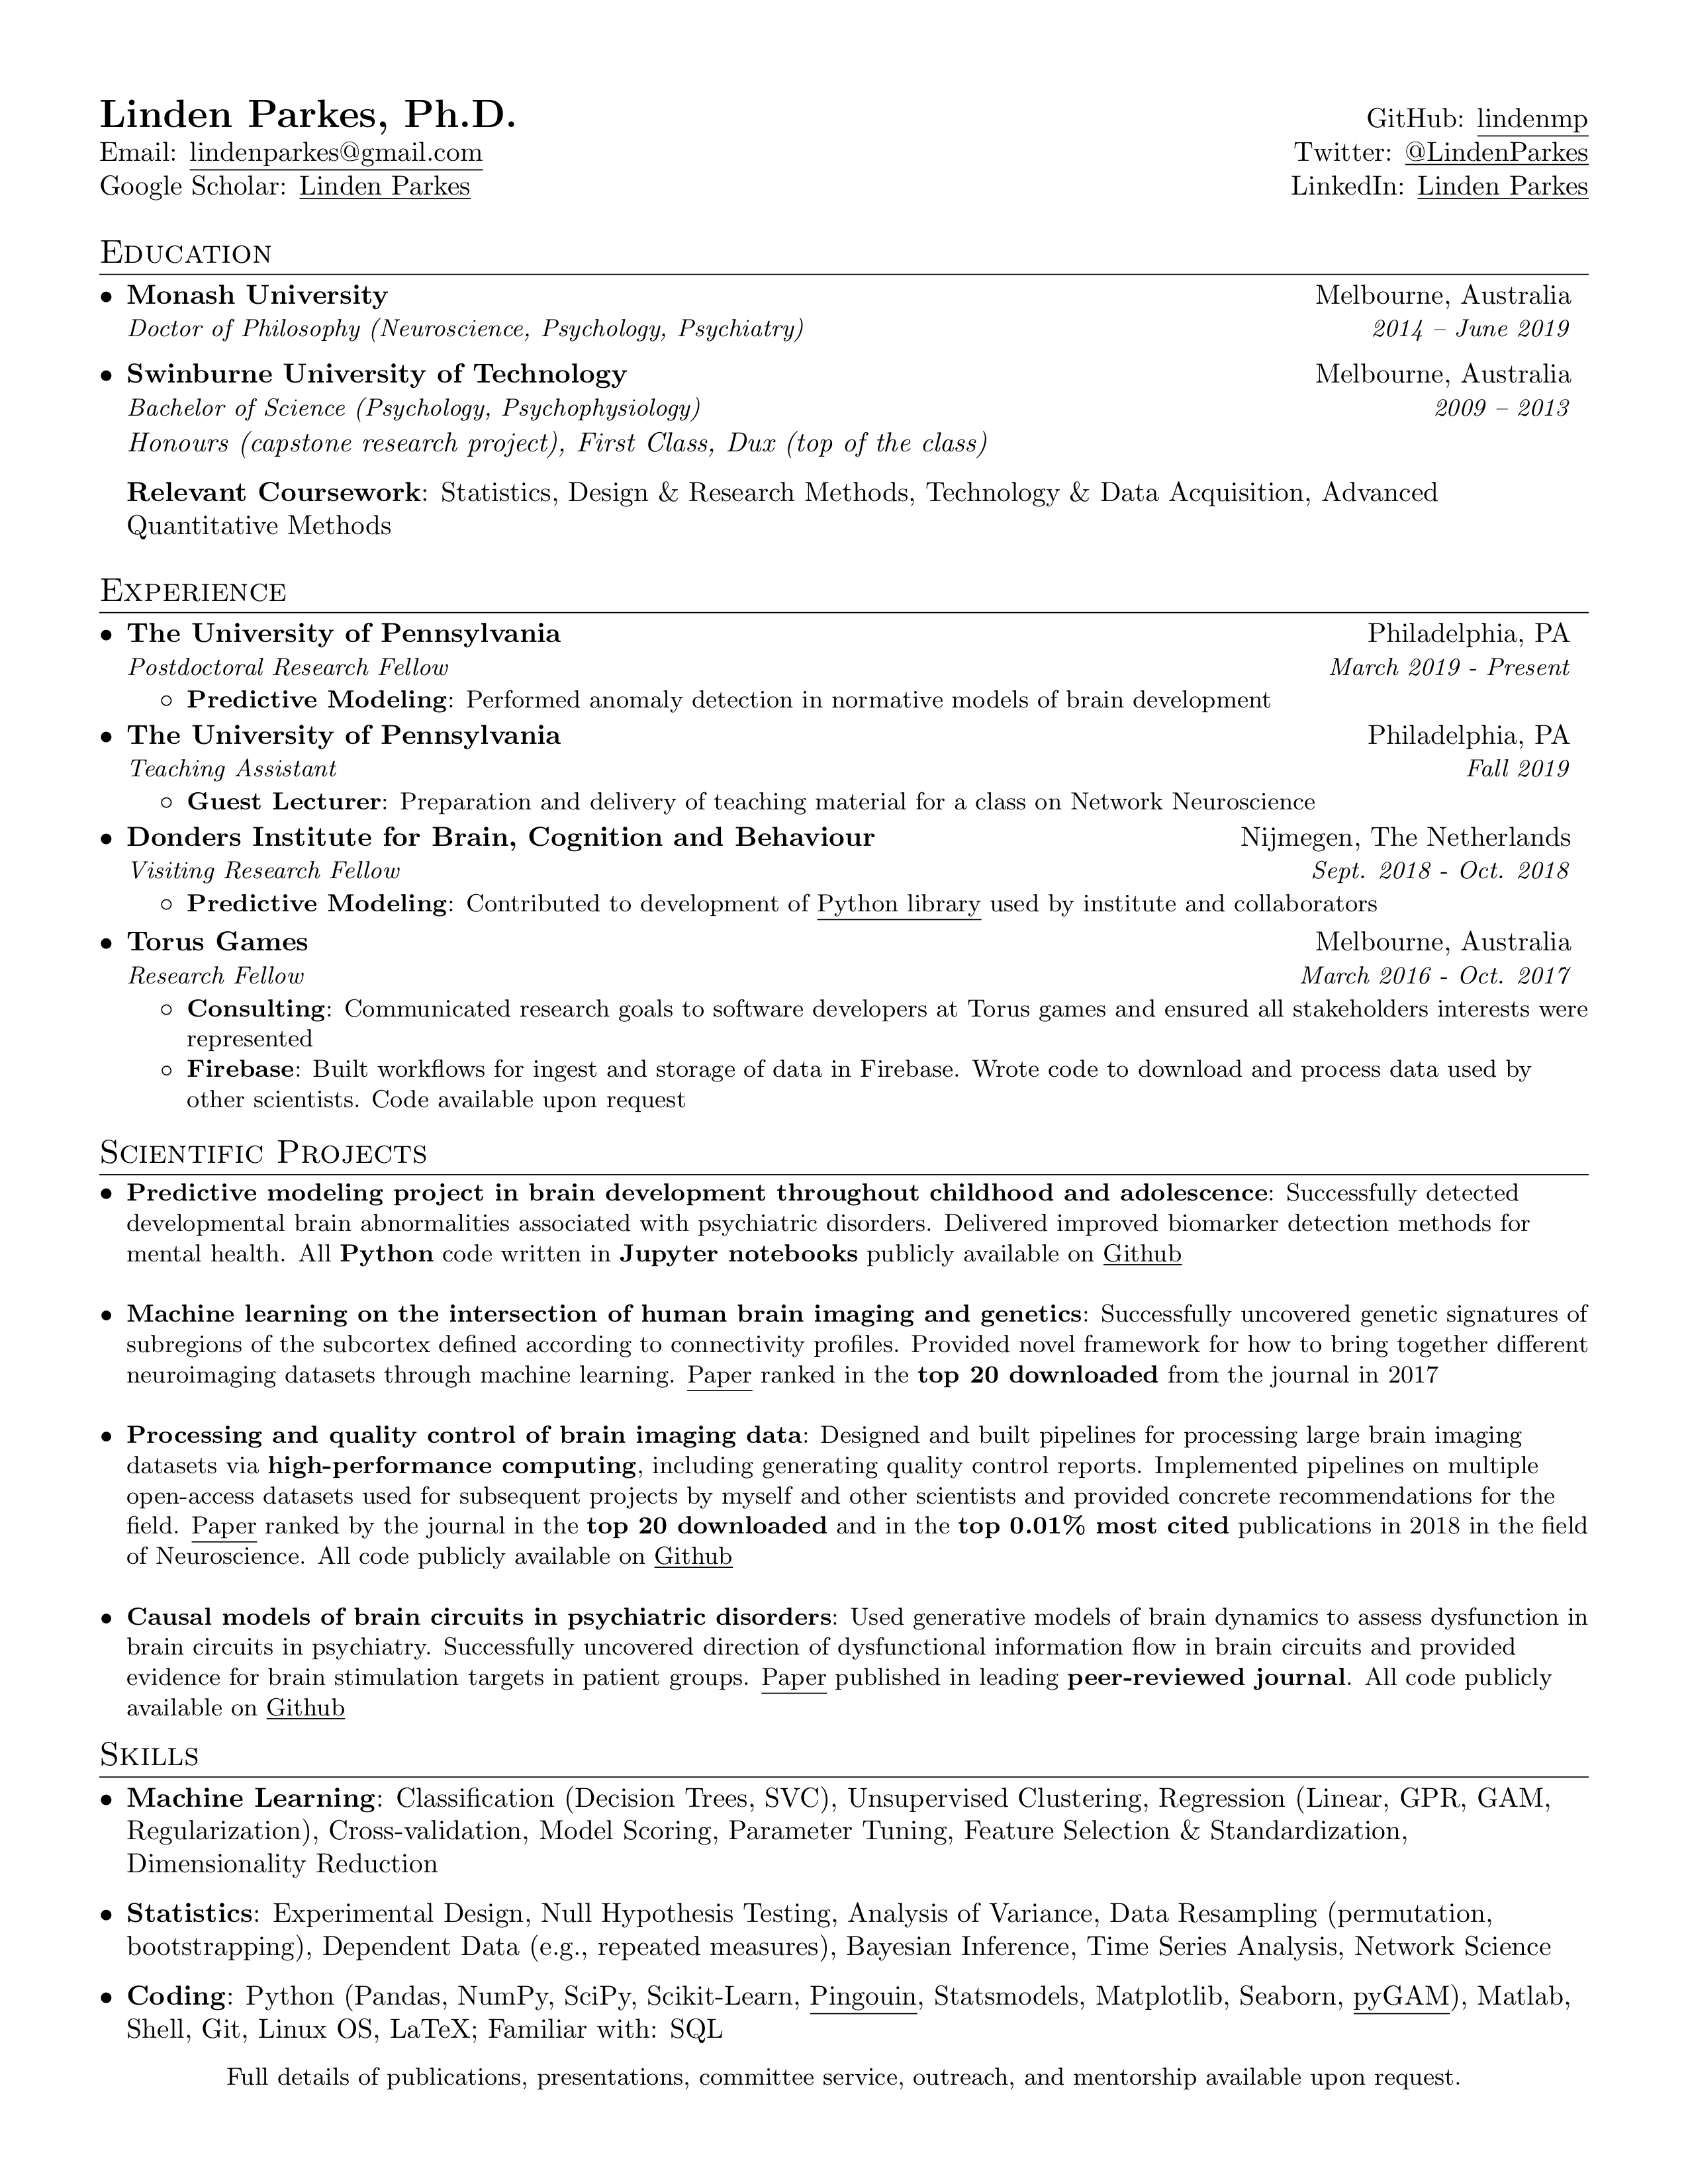 Linden Parkes, Ph.D.
GitHub: lindenmp
Email: lindenparkes@gmail.com
Twitter: @LindenParkes
Google Scholar: Linden Parkes
LinkedIn: Linden Parkes
Education
• Monash University Melbourne, Australia
Doctor of Philosophy (Neuroscience, Psychology, Psychiatry) 2014 – June 2019
• Swinburne University of Technology Melbourne, Australia
Bachelor of Science (Psychology, Psychophysiology) 2009 – 2013
Honours (capstone research project), First Class, Dux (top of the class)
Relevant Coursework: Statistics, Design & Research Methods, Technology & Data Acquisition, Advanced
Quantitative Methods
Experience
• The University of Pennsylvania Philadelphia, PA
Postdoctoral Research Fellow March 2019 - Present
◦ Predictive Modeling: Performed anomaly detection in normative models of brain development
• The University of Pennsylvania Philadelphia, PA
Teaching Assistant Fall 2019
◦ Guest Lecturer: Preparation and delivery of teaching material for a class on Network Neuroscience
• Donders Institute for Brain, Cognition and Behaviour Nijmegen, The Netherlands
Visiting Research Fellow Sept. 2018 - Oct. 2018
◦ Predictive Modeling: Contributed to development of Python library used by institute and collaborators
• Torus Games Melbourne, Australia
Research Fellow March 2016 - Oct. 2017
◦ Consulting: Communicated research goals to software developers at Torus games and ensured all stakeholders interests were
represented
◦ Firebase: Built workflows for ingest and storage of data in Firebase. Wrote code to download and process data used by
other scientists. Code available upon request
Scientific Projects
• Predictive modeling project in brain development throughout childhood and adolescence: Successfully detected
developmental brain abnormalities associated with psychiatric disorders. Delivered improved biomarker detection methods for
mental health. All Python code written in Jupyter notebooks publicly available on Github
• Machine learning on the intersection of human brain imaging and genetics: Successfully uncovered genetic signatures of
subregions of the subcortex defined according to connectivity profiles. Provided novel framework for how to bring together different
neuroimaging datasets through machine learning. Paper ranked in the top 20 downloaded from the journal in 2017
• Processing and quality control of brain imaging data: Designed and built pipelines for processing large brain imaging
datasets via high-performance computing, including generating quality control reports. Implemented pipelines on multiple
open-access datasets used for subsequent projects by myself and other scientists and provided concrete recommendations for the
field. Paper ranked by the journal in the top 20 downloaded and in the top 0.01% most cited publications in 2018 in the field
of Neuroscience. All code publicly available on Github
• Causal models of brain circuits in psychiatric disorders: Used generative models of brain dynamics to assess dysfunction in
brain circuits in psychiatry. Successfully uncovered direction of dysfunctional information flow in brain circuits and provided
evidence for brain stimulation targets in patient groups. Paper published in leading peer-reviewed journal. All code publicly
available on Github
Skills
• Machine Learning: Classification (Decision Trees, SVC), Unsupervised Clustering, Regression (Linear, GPR, GAM,
Regularization), Cross-validation, Model Scoring, Parameter Tuning, Feature Selection & Standardization,
Dimensionality Reduction
• Statistics: Experimental Design, Null Hypothesis Testing, Analysis of Variance, Data Resampling (permutation,
bootstrapping), Dependent Data (e.g., repeated measures), Bayesian Inference, Time Series Analysis, Network Science
• Coding: Python (Pandas, NumPy, SciPy, Scikit-Learn, Pingouin, Statsmodels, Matplotlib, Seaborn, pyGAM), Matlab,
Shell, Git, Linux OS, LaTeX; Familiar with: SQL
Full details of publications, presentations, committee service, outreach, and mentorship available upon request.